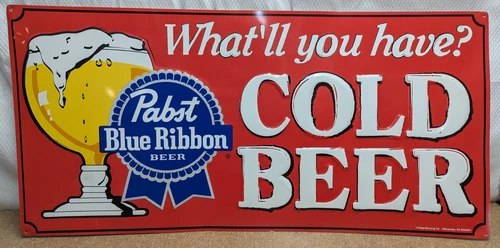 What'll you have?
COLD
BEER
Pabst
Blue Ribbon
BEER
®